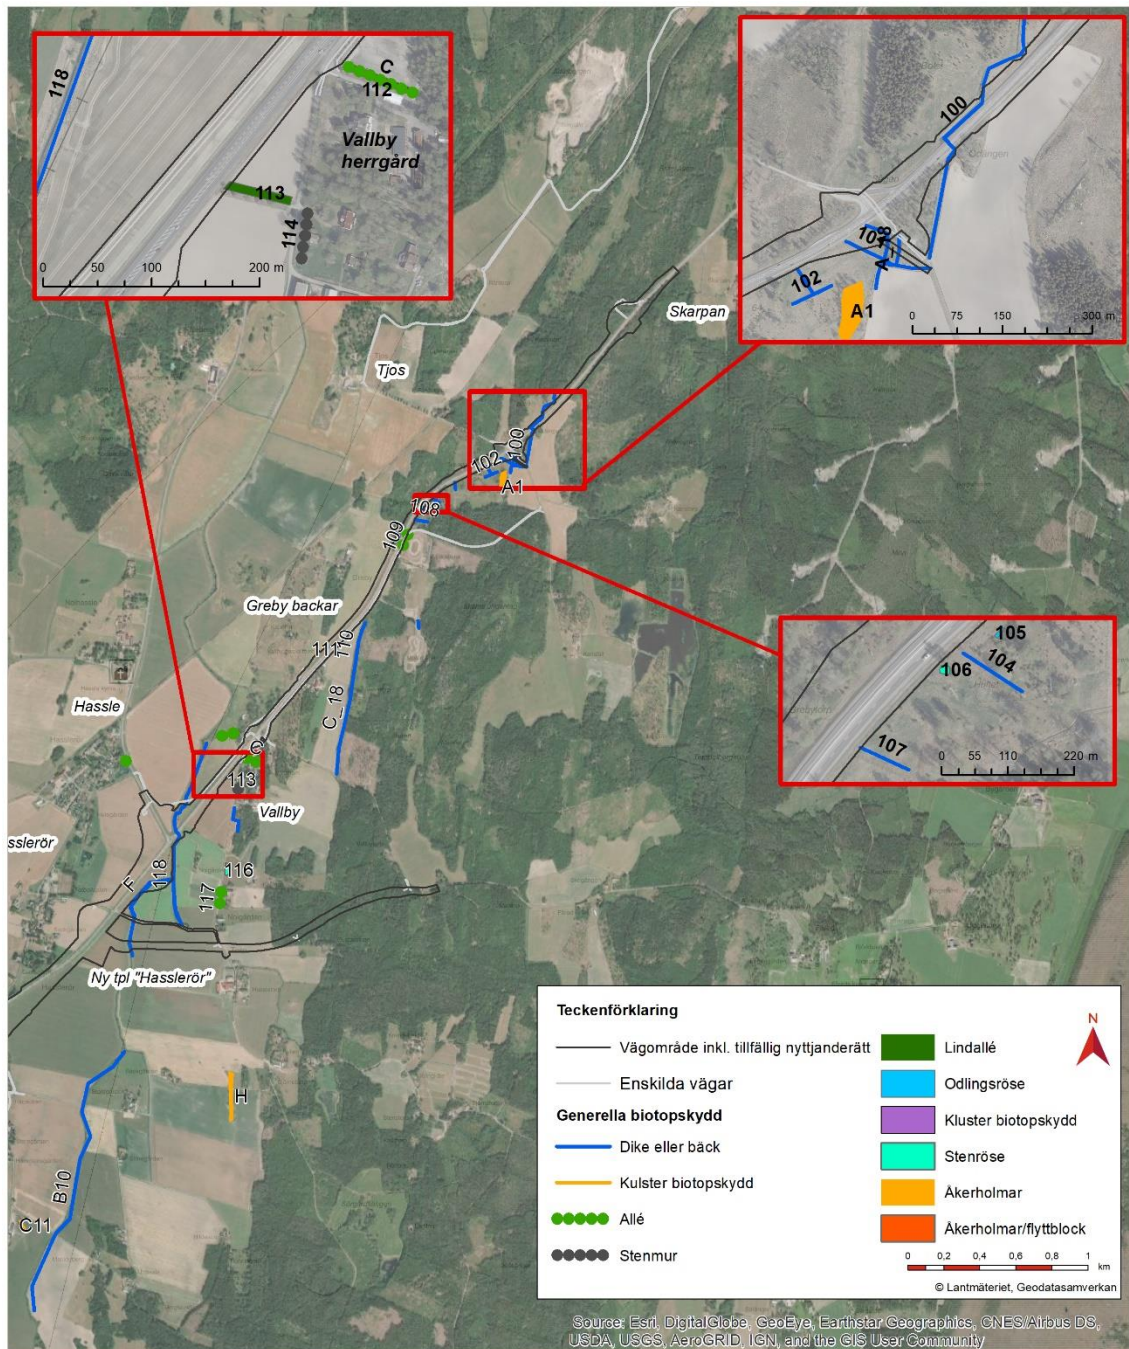 118
C
112
Vallby
herrgård
113
114
0 50 100 200 m
100
102
A1
0 75 150 300 m
Skarpan
Tjos
100
102
A1
108
109
Greby backar
111
110
C_18
105
104
106
107
0 55 110 220 m
Hassle
C
113
Vallby
sslerör
116
118
117
F
Ny tpl "Hasslerör"
H
B10
C11
Teckenförklaring
Vägområde inkl. tillfällig nyttjanderätt
Enskilda vägar
Generella biotopskydd
Dike eller bäck
Kulster biotopskydd
Allé
Stenmur
Lindallé
Odlingsröse
Kluster biotopskydd
Stenröse
Åkerholmar
Åkerholmar/flyttblock
N
0 0,2 0,4 0,6 0,8 1
km
© Lantmäteriet, Geodatasamverkan
Source: Esri, DigitalGlobe, GeoEye, Earthstar Geographics, CNES/Airbus DS,
USDA, USGS, AeroGRID, IGN, and the GIS User Community